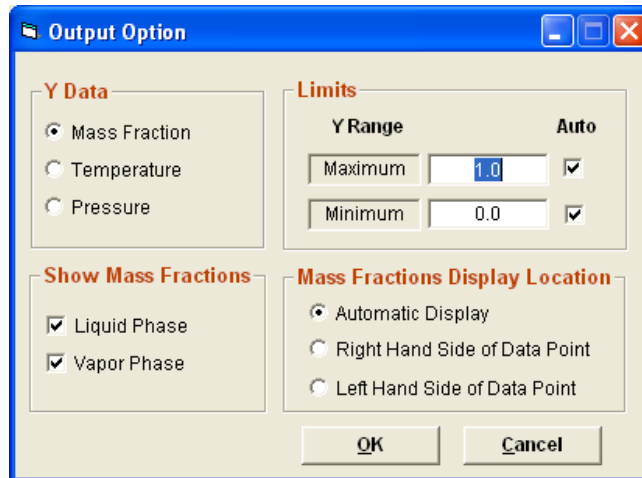 Output Option
Y Data
Mass Fraction
Temperature
Pressure
Limits
Y Range Auto
Maximum 1.0
Minimum 0.0
Show Mass Fractions
Liquid Phase
Vapor Phase
Mass Fractions Display Location
Automatic Display
Right Hand Side of Data Point
Left Hand Side of Data Point
OK Cancel